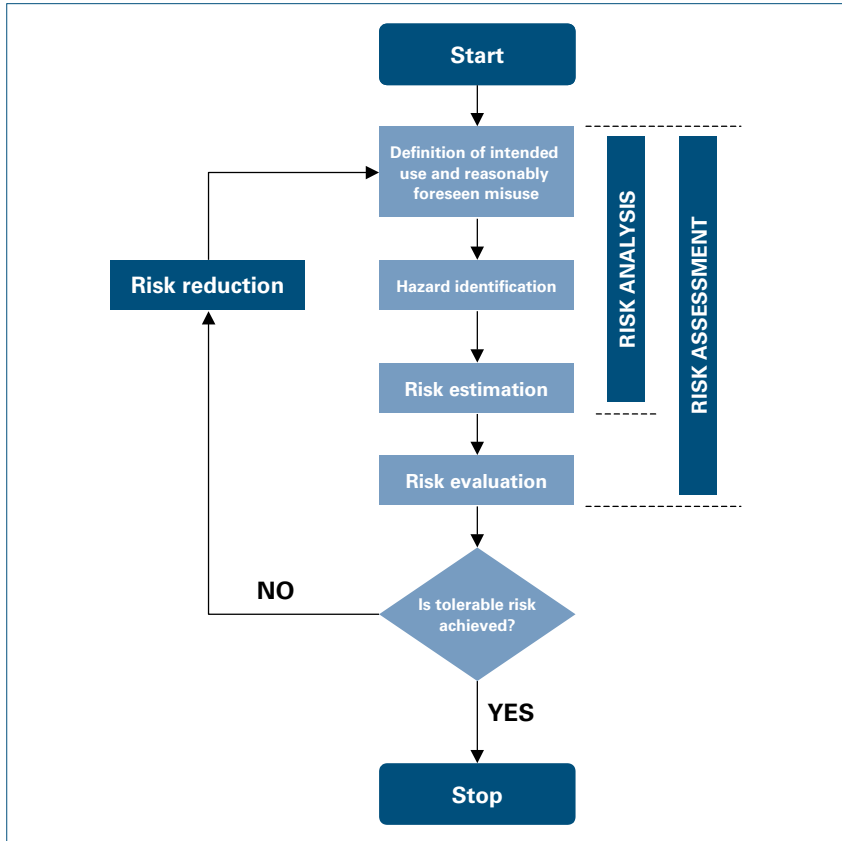 Start
Definition of intended
use and reasonably
foreseen misuse
Risk reduction
Hazard identification
Risk estimation
Risk evaluation
RISK ANALYSIS
RISK ASSESSMENT
Is tolerable risk
achieved?
NO
YES
Stop